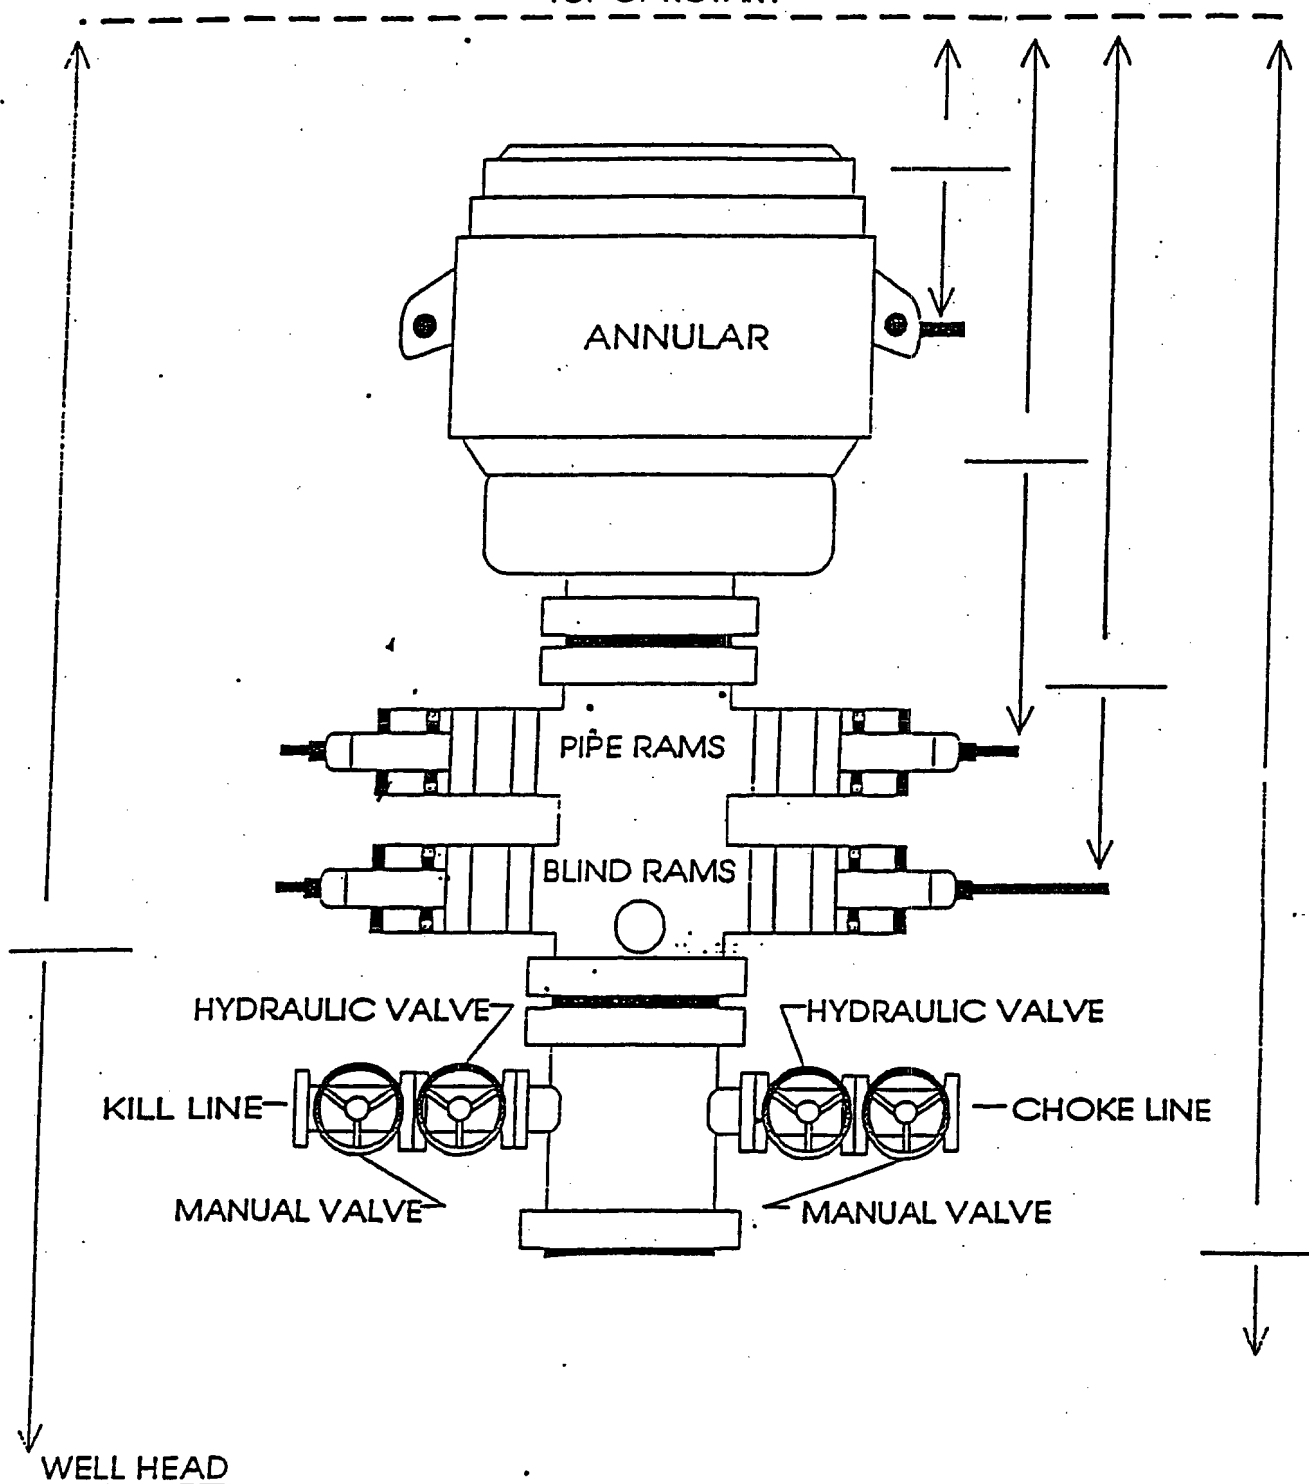 ANNULAR
PIPE RAMS
BLIND RAMS
HYDRAULIC VALVE
HYDRAULIC VALVE
KILL LINE
CHOKE LINE
MANUAL VALVE
MANUAL VALVE
WELL HEAD